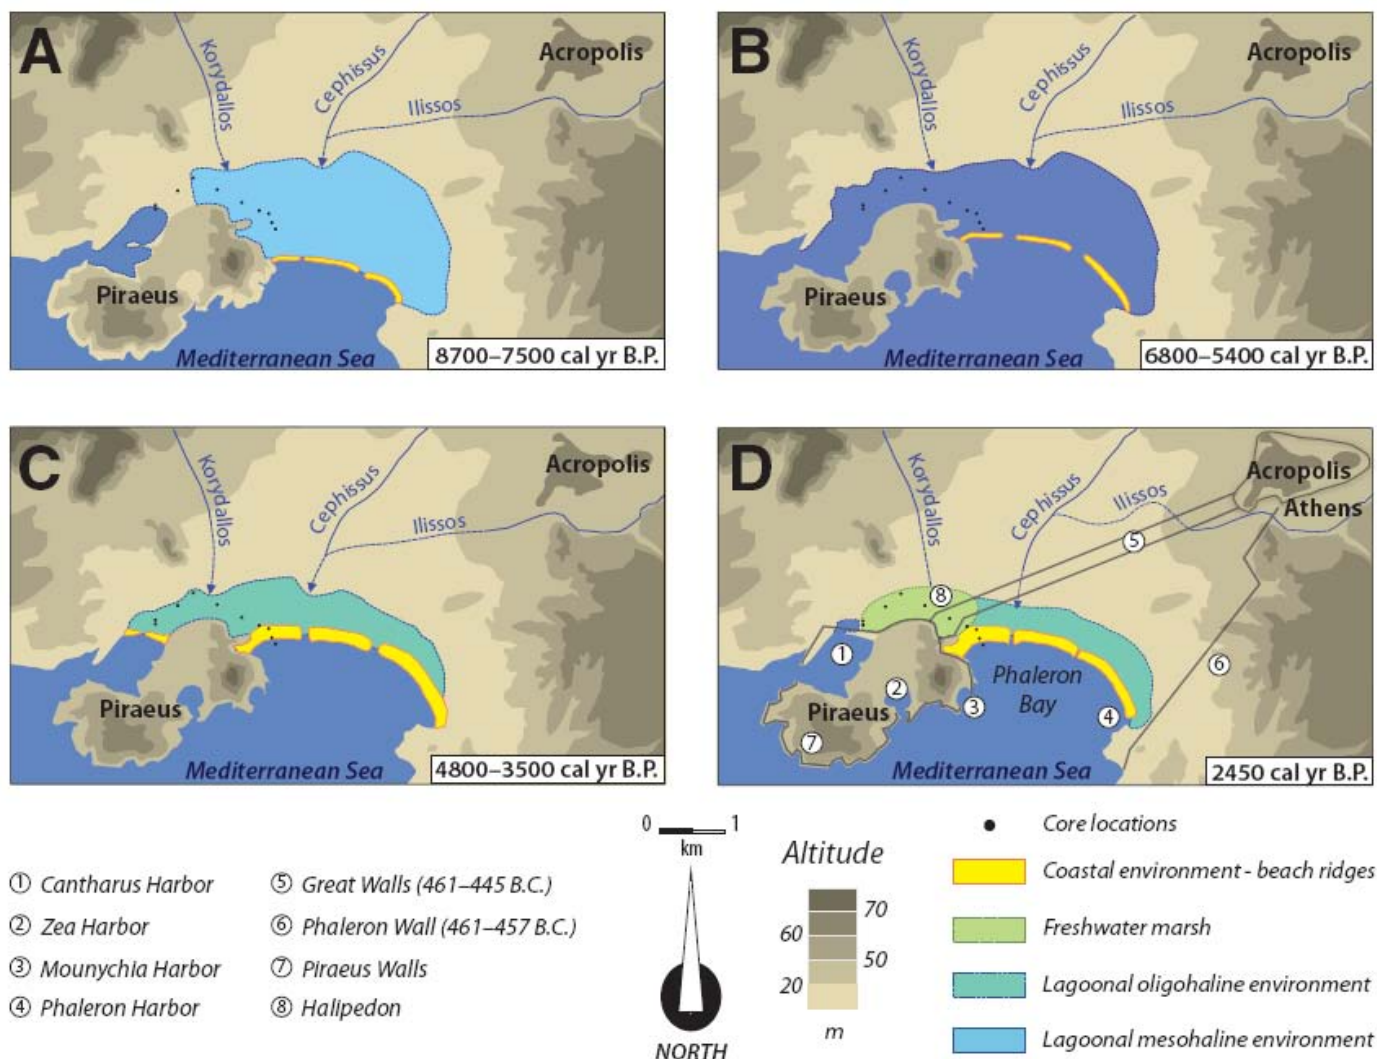 A
Korydallos
Cephissus
Ilissos
Acropolis
Piraeus
Mediterranean Sea
8700–7500 cal yr B.P.
B
Korydallos
Cephissus
Ilissos
Acropolis
Piraeus
Mediterranean Sea
6800–5400 cal yr B.P.
C
Korydallos
Cephissus
Ilissos
Acropolis
Piraeus
Mediterranean Sea
4800–3500 cal yr B.P.
D
Korydallos
Cephissus
Ilissos
Acropolis
Athens
5
8
1
2
3
4
6
7
Phaleron
Bay
Piraeus
Mediterranean Sea
2450 cal yr B.P.
1 Cantharus Harbor
2 Zea Harbor
3 Mounychia Harbor
4 Phaleron Harbor
5 Great Walls (461–445 B.C.)
6 Phaleron Wall (461–457 B.C.)
7 Piraeus Walls
8 Halipedon
0 1
km
NORTH
Altitude
70
60
50
20
m
Core locations
Coastal environment - beach ridges
Freshwater marsh
Lagoonal oligohaline environment
Lagoonal mesohaline environment